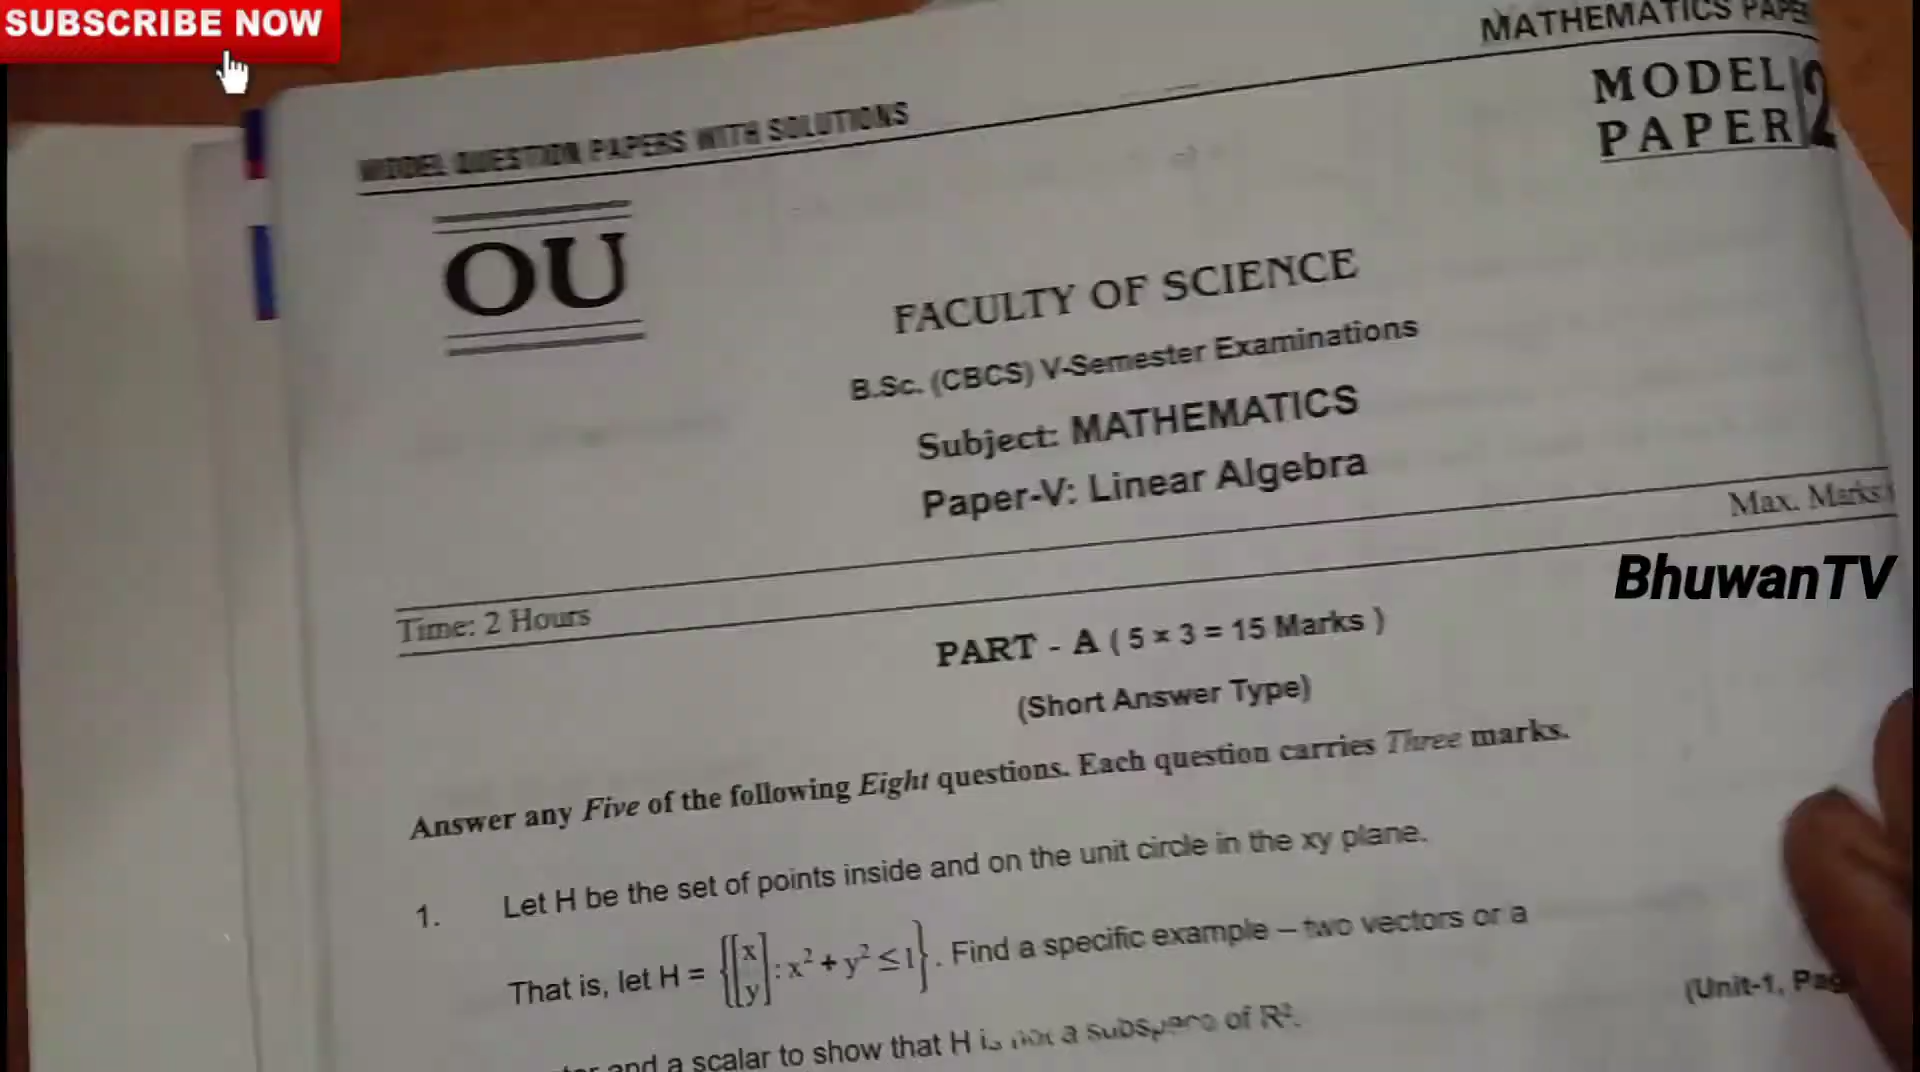 SUBSCRIBE NOW
MATHEMATICS PAPE
MODEL QUESTION PAPERS WITH SOLUTIONS
MODEL
PAPER 2
OU
FACULTY OF SCIENCE
B.Sc. (CBCS) V-Semester Examinations
Subject: MATHEMATICS
Paper-V: Linear Algebra
Time: 2 Hours
Max. Marks
BhuwanTV
PART - A ( 5 × 3 = 15 Marks )
(Short Answer Type)
Answer any Five of the following Eight questions. Each question carries Three marks.
1. Let H be the set of points inside and on the unit circle in the xy plane.
That is, let H = {[x y] : x² + y² ≤ 1}. Find a specific example – two vectors or a
and a scalar to show that H is not a subspace of R².
(Unit-1, Pag